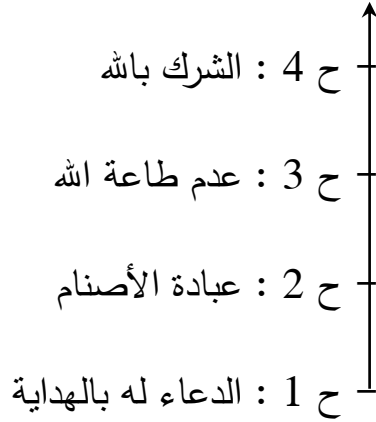 ح 4 : الشرك بالله
ح 3 : عدم طاعة الله
ح 2 : عبادة الأصنام
ح 1 : الدعاء له بالهداية